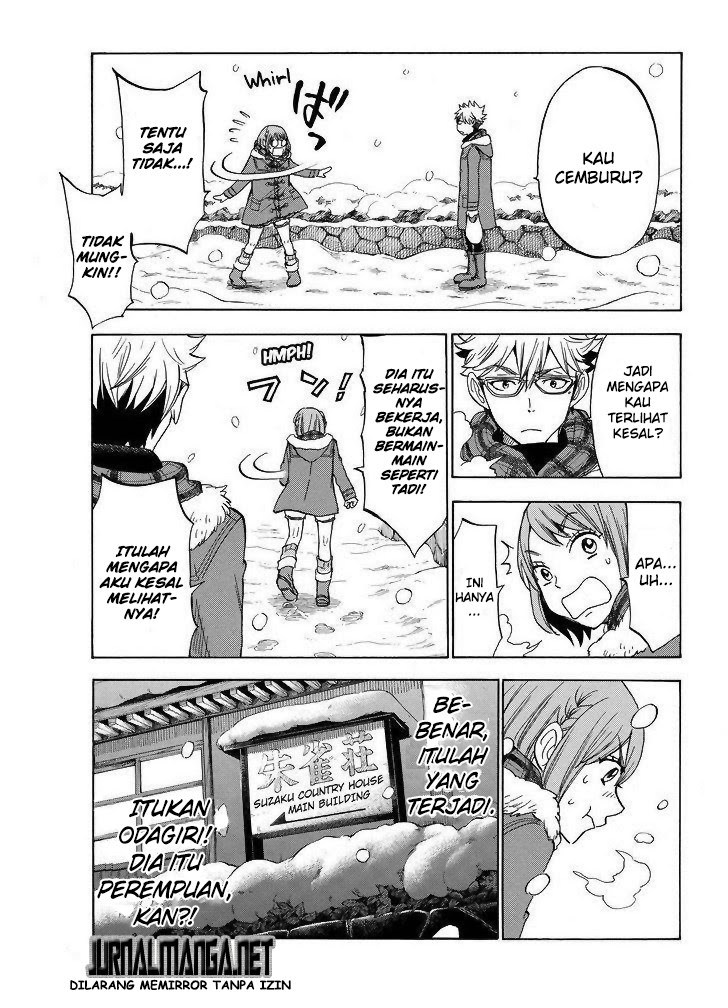 KAU
CEMBURU?
Whirl
ばっ
TENTU
SAJA
TIDAK...!
TIDAK
MUNG-
KIN!!
JADI
MENGAPA
KAU
TERLIHAT
KESAL?
APA...
UH...
INI
HANYA
...
HMPH!
フン!
DIA ITU
SEHARUS-
NYA
BEKERJA,
BUKAN
BERMAIN-
MAIN
SEPERTI
TADI!
ITULAH
MENGAPA
AKU KESAL
MELIHAT-
NYA!
BE-
BENAR,
ITULAH
YANG
TERJADI.
朱雀荘
SUZAKU COUNTRY HOUSE
MAIN BUILDING
ITUKAN
ODAGIRI!
DIA ITU
PEREMPUAN,
KAN?!
JURNALMANGA.NET
DILARANG MEMIRROR TANPA IZIN